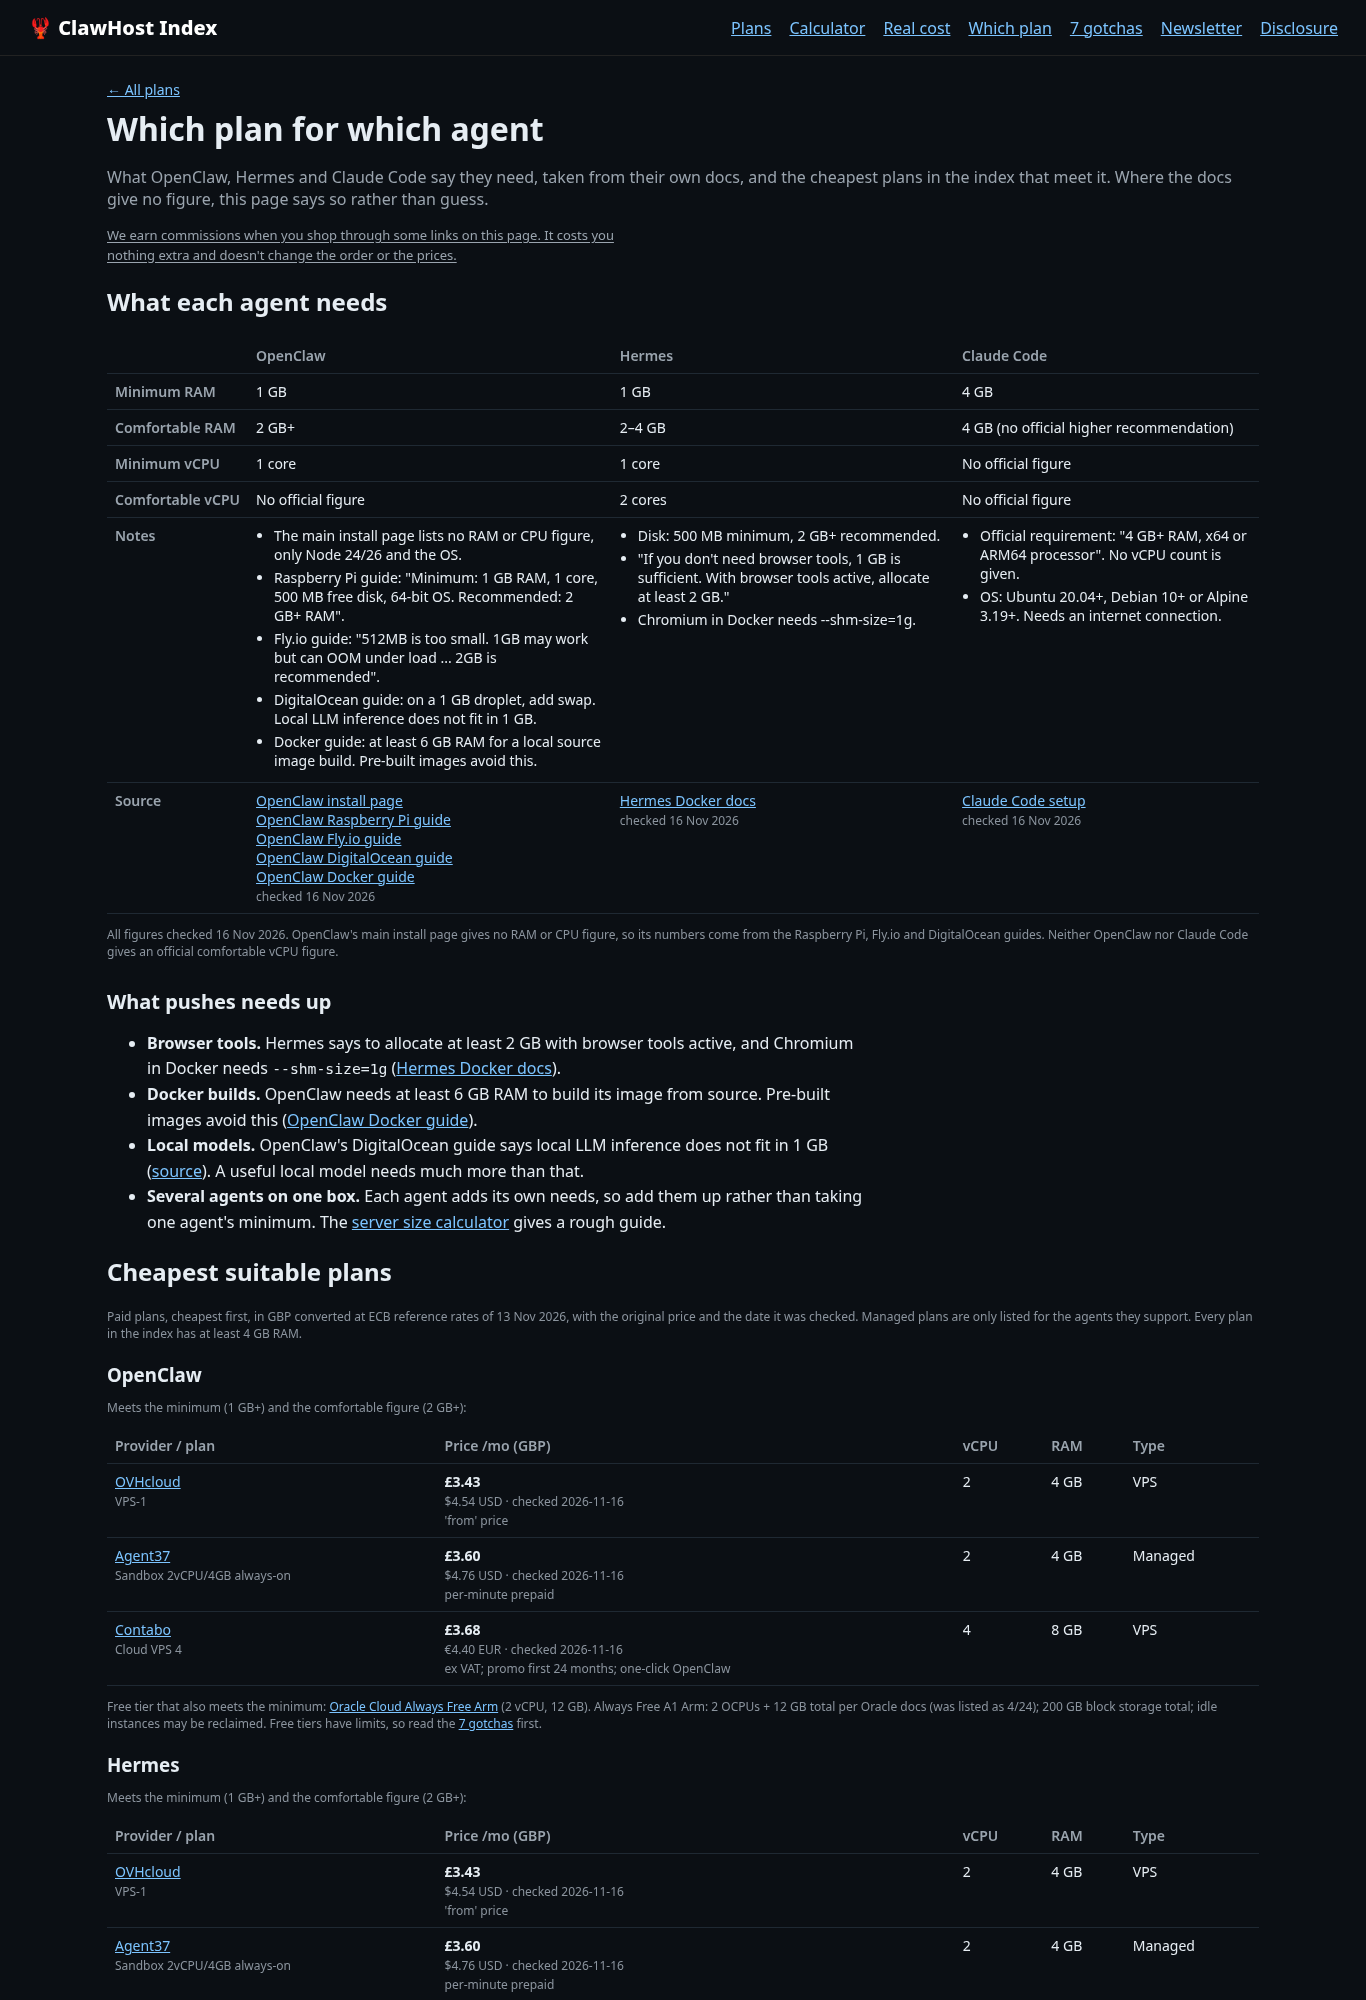 🦞 ClawHost Index
Plans Calculator Real cost Which plan 7 gotchas Newsletter Disclosure
← All plans
Which plan for which agent
What OpenClaw, Hermes and Claude Code say they need, taken from their own docs, and the cheapest plans in the index that meet it. Where the docs
give no figure, this page says so rather than guess.
We earn commissions when you shop through some links on this page. It costs you
nothing extra and doesn't change the order or the prices.
What each agent needs
OpenClaw Hermes Claude Code
Minimum RAM 1 GB 1 GB 4 GB
Comfortable RAM 2 GB+ 2–4 GB 4 GB (no official higher recommendation)
Minimum vCPU 1 core 1 core No official figure
Comfortable vCPU No official figure 2 cores No official figure
Notes
• The main install page lists no RAM or CPU figure,
only Node 24/26 and the OS.
• Raspberry Pi guide: "Minimum: 1 GB RAM, 1 core,
500 MB free disk, 64-bit OS. Recommended: 2
GB+ RAM".
• Fly.io guide: "512MB is too small. 1GB may work
but can OOM under load ... 2GB is
recommended".
• DigitalOcean guide: on a 1 GB droplet, add swap.
Local LLM inference does not fit in 1 GB.
• Docker guide: at least 6 GB RAM for a local source
image build. Pre-built images avoid this.
• Disk: 500 MB minimum, 2 GB+ recommended.
• "If you don't need browser tools, 1 GB is
sufficient. With browser tools active, allocate
at least 2 GB."
• Chromium in Docker needs --shm-size=1g.
• Official requirement: "4 GB+ RAM, x64 or
ARM64 processor". No vCPU count is
given.
• OS: Ubuntu 20.04+, Debian 10+ or Alpine
3.19+. Needs an internet connection.
Source
OpenClaw install page
OpenClaw Raspberry Pi guide
OpenClaw Fly.io guide
OpenClaw DigitalOcean guide
OpenClaw Docker guide
checked 16 Nov 2026
Hermes Docker docs
checked 16 Nov 2026
Claude Code setup
checked 16 Nov 2026
All figures checked 16 Nov 2026. OpenClaw's main install page gives no RAM or CPU figure, so its numbers come from the Raspberry Pi, Fly.io and DigitalOcean guides. Neither OpenClaw nor Claude Code
gives an official comfortable vCPU figure.
What pushes needs up
• Browser tools. Hermes says to allocate at least 2 GB with browser tools active, and Chromium
in Docker needs --shm-size=1g (Hermes Docker docs).
• Docker builds. OpenClaw needs at least 6 GB RAM to build its image from source. Pre-built
images avoid this (OpenClaw Docker guide).
• Local models. OpenClaw's DigitalOcean guide says local LLM inference does not fit in 1 GB
(source). A useful local model needs much more than that.
• Several agents on one box. Each agent adds its own needs, so add them up rather than taking
one agent's minimum. The server size calculator gives a rough guide.
Cheapest suitable plans
Paid plans, cheapest first, in GBP converted at ECB reference rates of 13 Nov 2026, with the original price and the date it was checked. Managed plans are only listed for the agents they support. Every plan
in the index has at least 4 GB RAM.
OpenClaw
Meets the minimum (1 GB+) and the comfortable figure (2 GB+):
Provider / plan Price /mo (GBP) vCPU RAM Type
OVHcloud £3.43 2 4 GB VPS
VPS-1 $4.54 USD · checked 2026-11-16
'from' price
Agent37 £3.60 2 4 GB Managed
Sandbox 2vCPU/4GB always-on $4.76 USD · checked 2026-11-16
per-minute prepaid
Contabo £3.68 4 8 GB VPS
Cloud VPS 4 €4.40 EUR · checked 2026-11-16
ex VAT; promo first 24 months; one-click OpenClaw
Free tier that also meets the minimum: Oracle Cloud Always Free Arm (2 vCPU, 12 GB). Always Free A1 Arm: 2 OCPUs + 12 GB total per Oracle docs (was listed as 4/24); 200 GB block storage total; idle
instances may be reclaimed. Free tiers have limits, so read the 7 gotchas first.
Hermes
Meets the minimum (1 GB+) and the comfortable figure (2 GB+):
Provider / plan Price /mo (GBP) vCPU RAM Type
OVHcloud £3.43 2 4 GB VPS
VPS-1 $4.54 USD · checked 2026-11-16
'from' price
Agent37 £3.60 2 4 GB Managed
Sandbox 2vCPU/4GB always-on $4.76 USD · checked 2026-11-16
per-minute prepaid